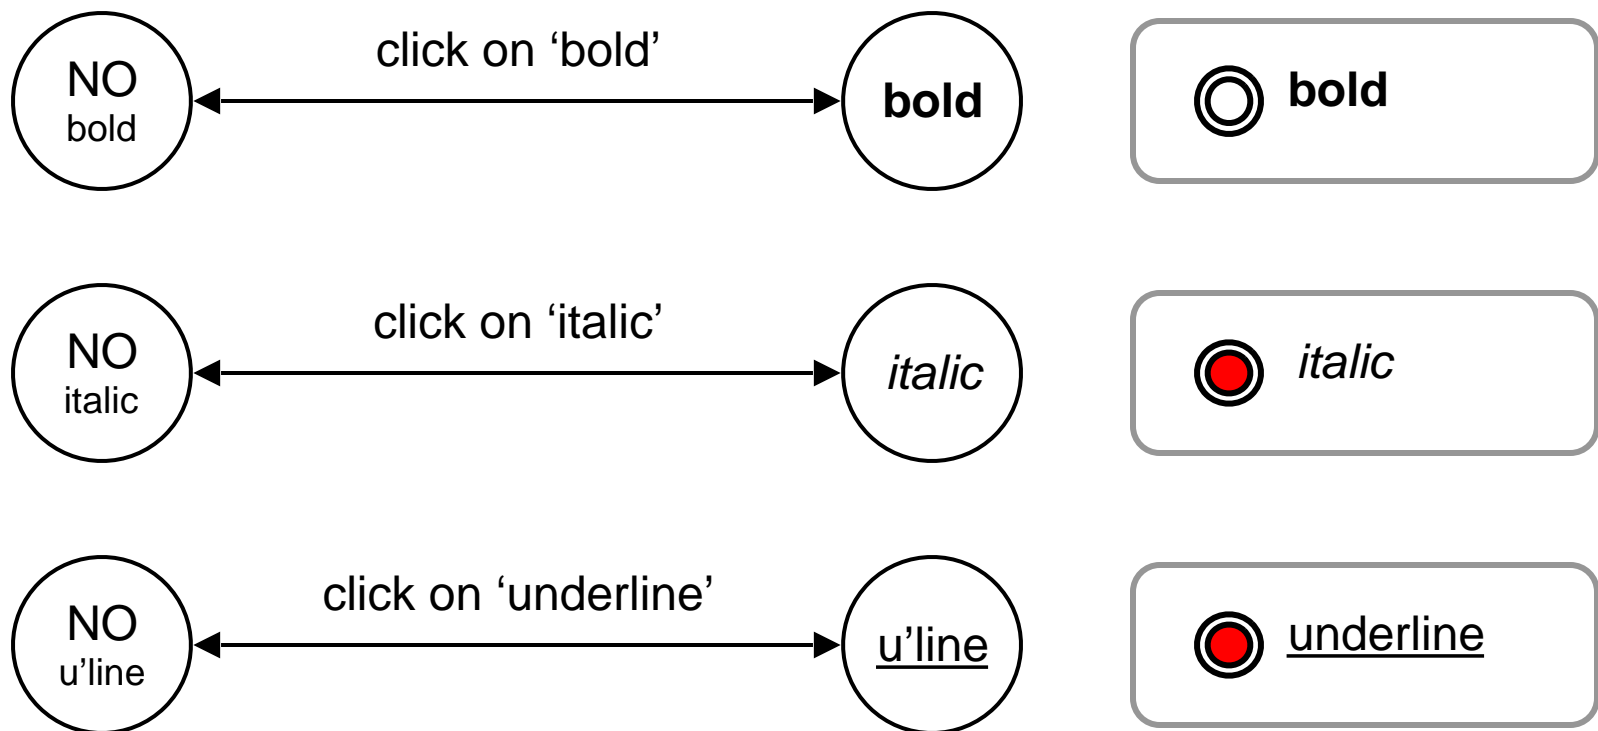 click on ‘bold’
NO
bold
bold
bold
click on ‘italic’
NO
italic
italic
italic
click on ‘underline’
NO
u’line
u’line
underline